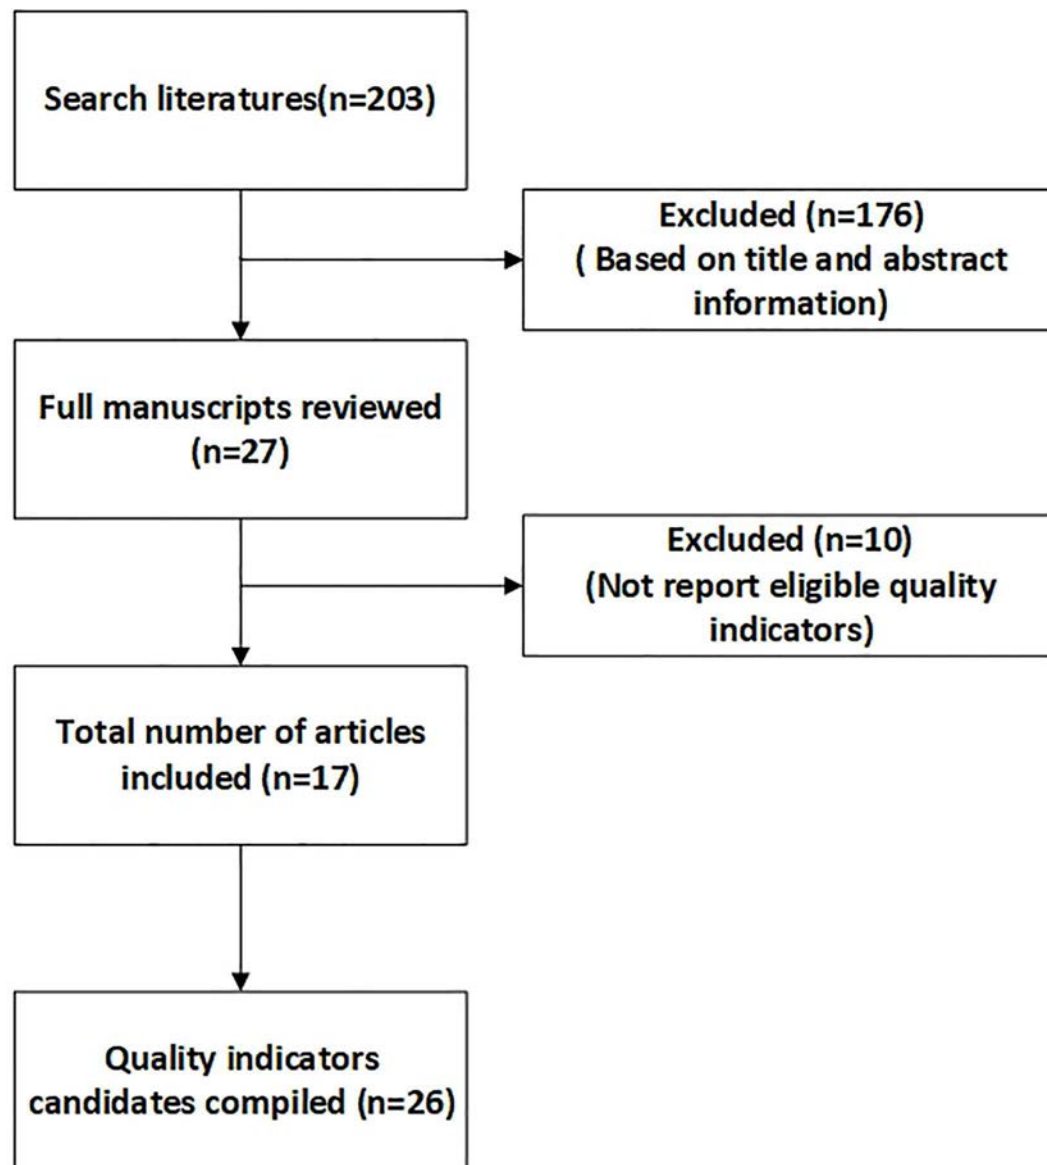 Search literatures(n=203)
Excluded (n=176)
( Based on title and abstract
information)
Full manuscripts reviewed
(n=27)
Excluded (n=10)
(Not report eligible quality
indicators)
Total number of articles
included (n=17)
Quality indicators
candidates compiled (n=26)